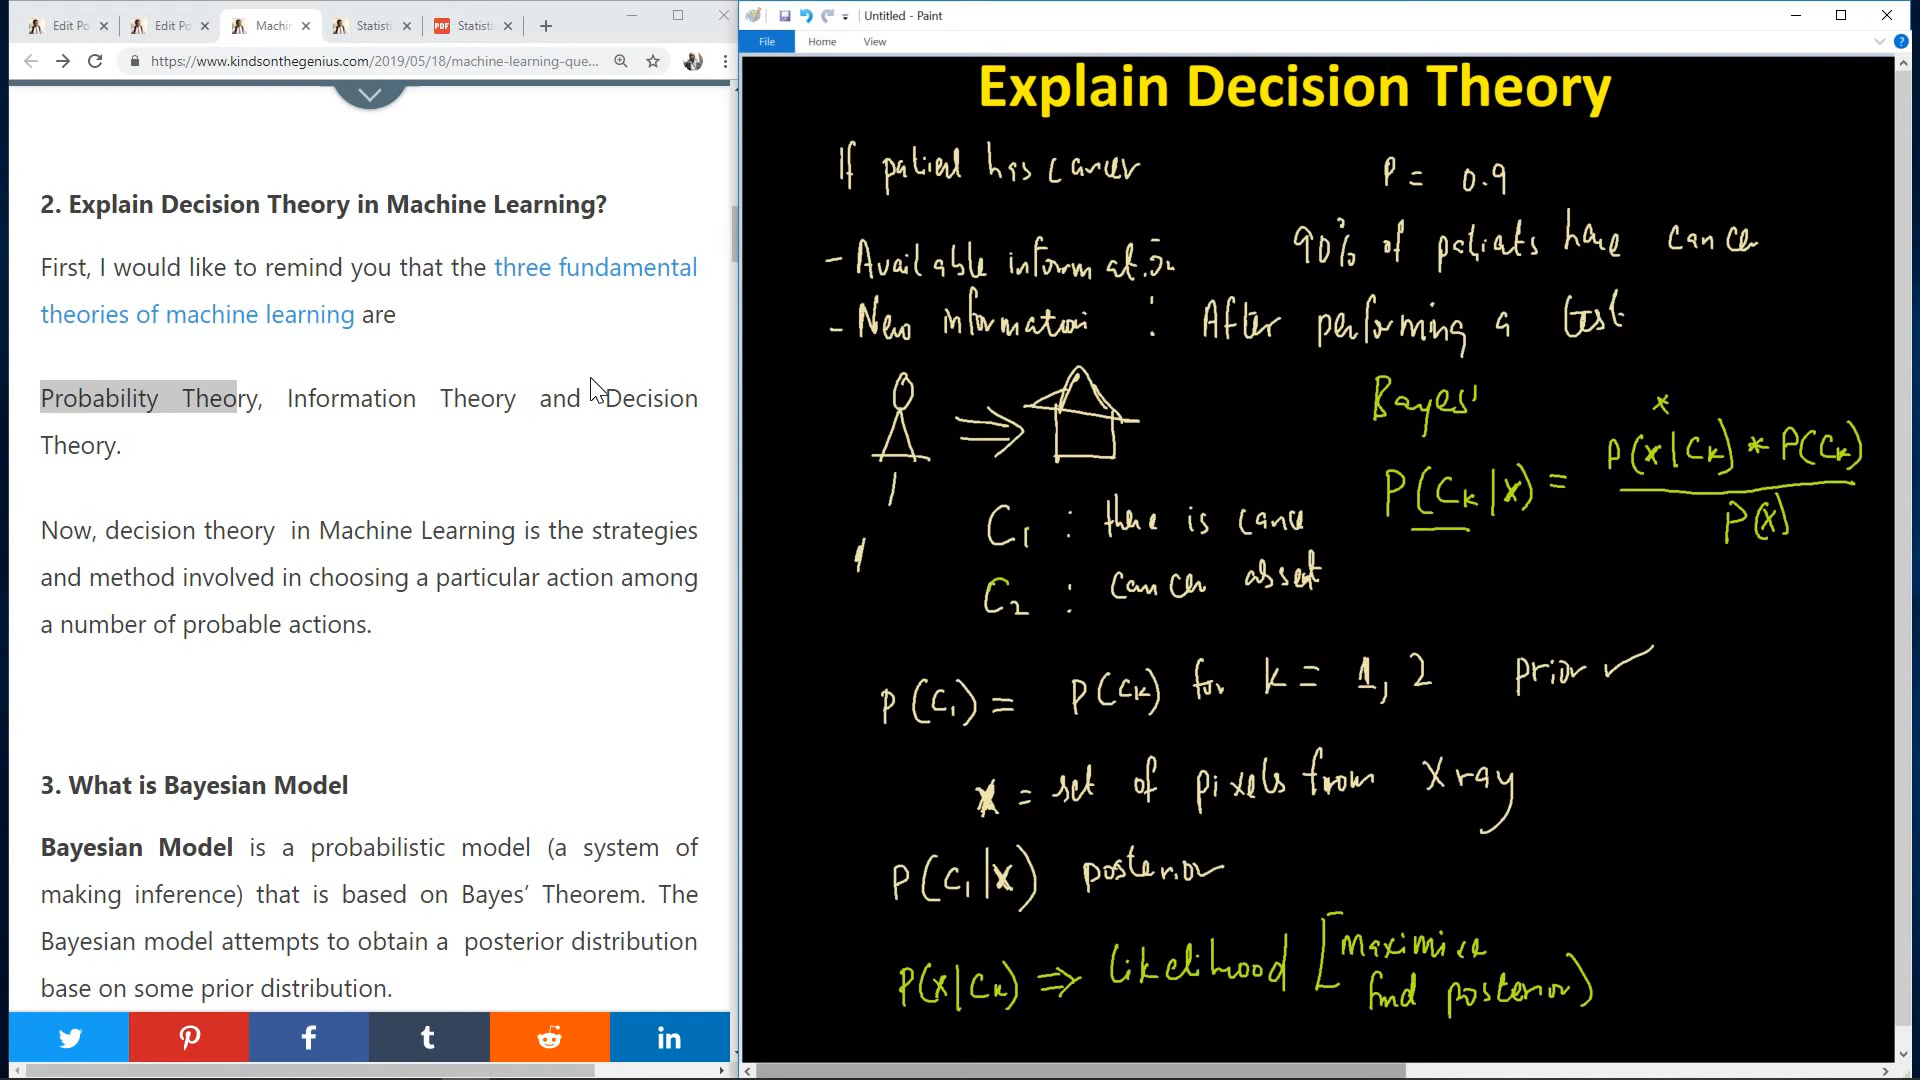 Edit Po
Edit Po
Machin
Statisti
Statisti
https://www.kindsonthegenius.com/2019/05/18/machine-learning-que...
2. Explain Decision Theory in Machine Learning?
First, I would like to remind you that the three fundamental
theories of machine learning are
Probability Theory, Information Theory and Decision
Theory.
Now, decision theory in Machine Learning is the strategies
and method involved in choosing a particular action among
a number of probable actions.
3. What is Bayesian Model
Bayesian Model is a probabilistic model (a system of
making inference) that is based on Bayes’ Theorem. The
Bayesian model attempts to obtain a posterior distribution
base on some prior distribution.
Untitled - Paint
File Home View
Explain Decision Theory
If patient has cancer
P = 0.9
90% of patients have cancer
- Available information
- New information : After performing a test
Bayes'
P(Ck|X) = P(X|Ck) * P(Ck)
P(X)
C1 : there is cance
C2 : cancer absent
P(C1) = P(Ck) for k = 1, 2 prior ✓
X = set of pixels from Xray
P(C1|X) posterior
P(X|Ck) ⇒ likelihood [maximize
find posterior)